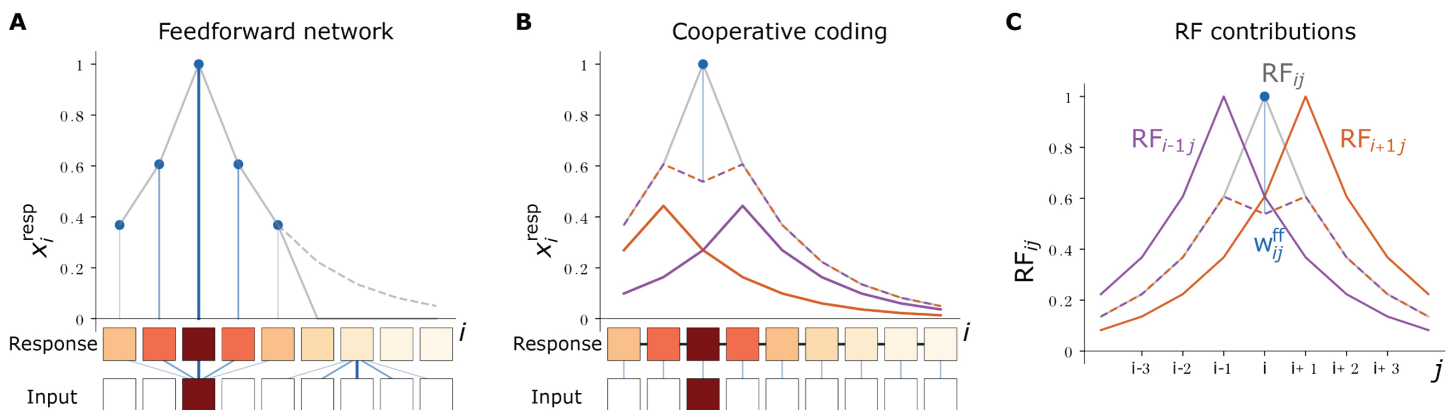 A
Feedforward network
x_i^resp
1
0.8
0.6
0.4
0.2
0
i
Response
Input
B
Cooperative coding
x_i^resp
1
0.8
0.6
0.4
0.2
0
i
Response
Input
C
RF contributions
RF_ij
1
0.8
0.6
0.4
0.2
0
RF_ij
RF_i-1j
RF_i+1j
w_ij^ff
i-3
i-2
i-1
i
i+ 1
i+ 2
i+ 3
j